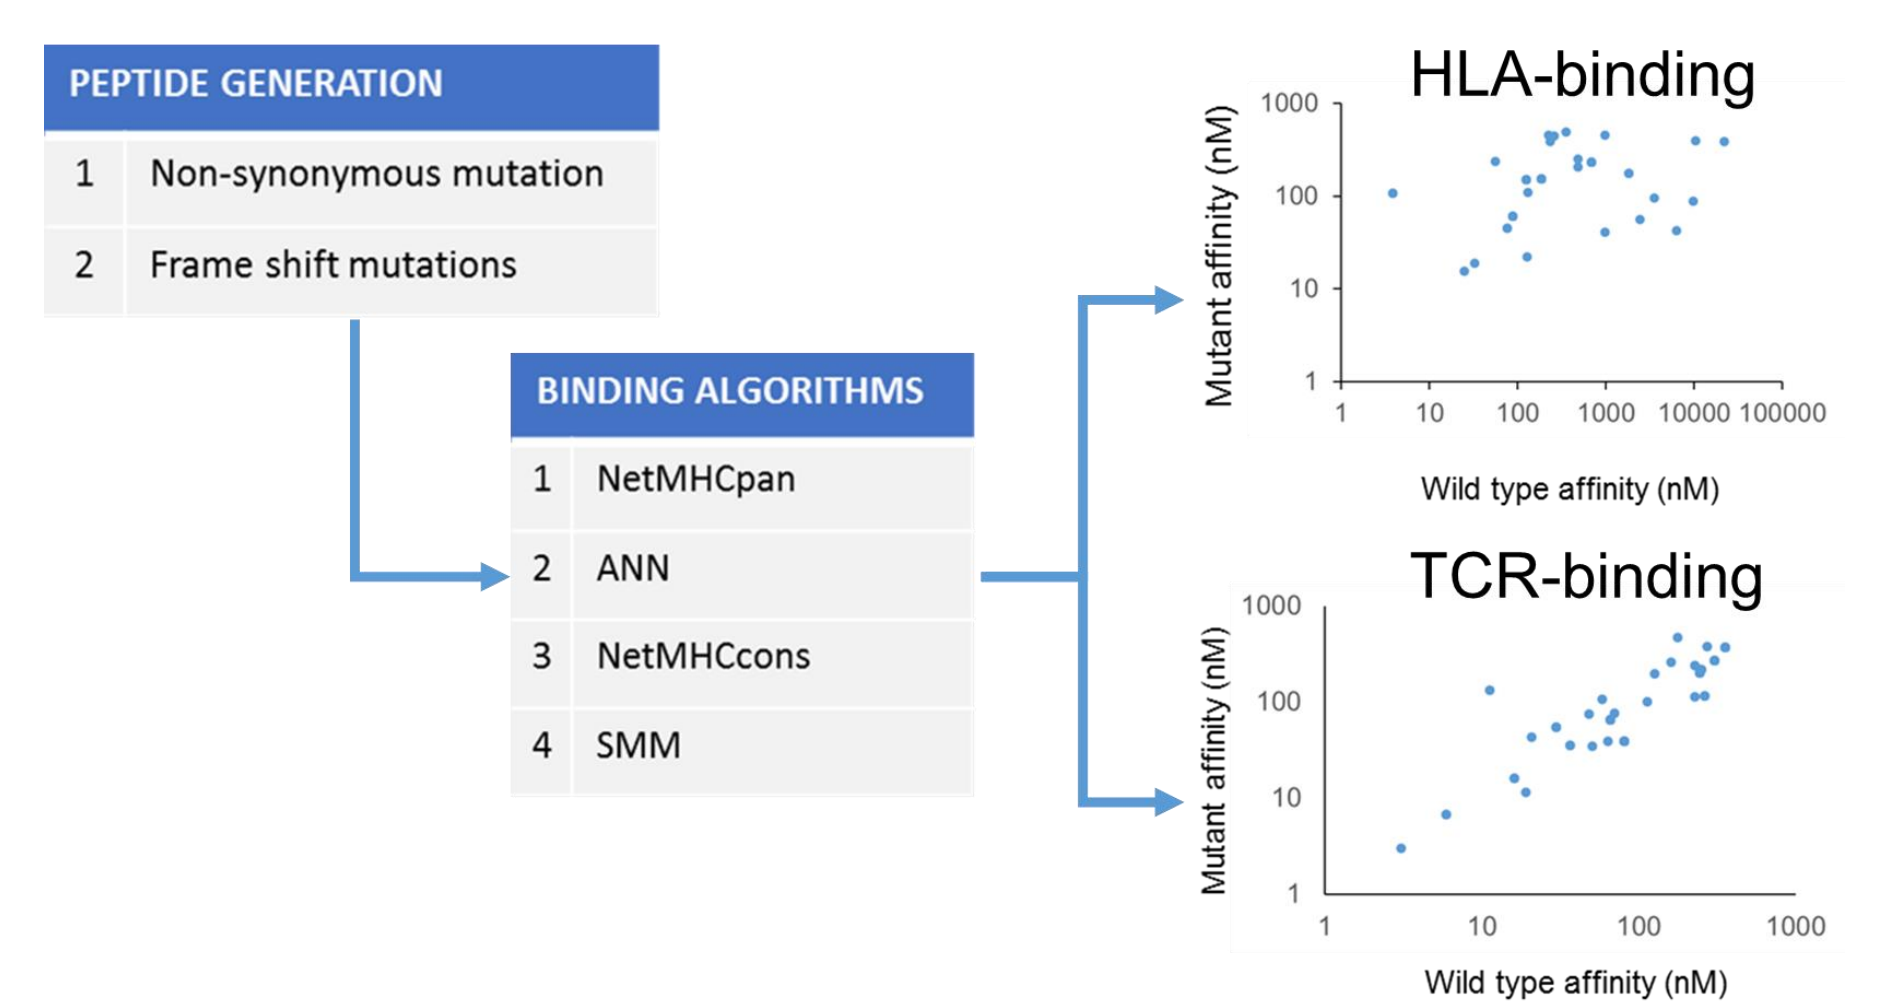 PEPTIDE GENERATION
1 Non-synonymous mutation
2 Frame shift mutations
BINDING ALGORITHMS
1 NetMHCpan
2 ANN
3 NetMHCcons
4 SMM
HLA-binding
Mutant affinity (nM)
1000
100
10
1
1 10 100 1000 10000 100000
Wild type affinity (nM)
TCR-binding
Mutant affinity (nM)
1000
100
10
1
1 10 100 1000
Wild type affinity (nM)